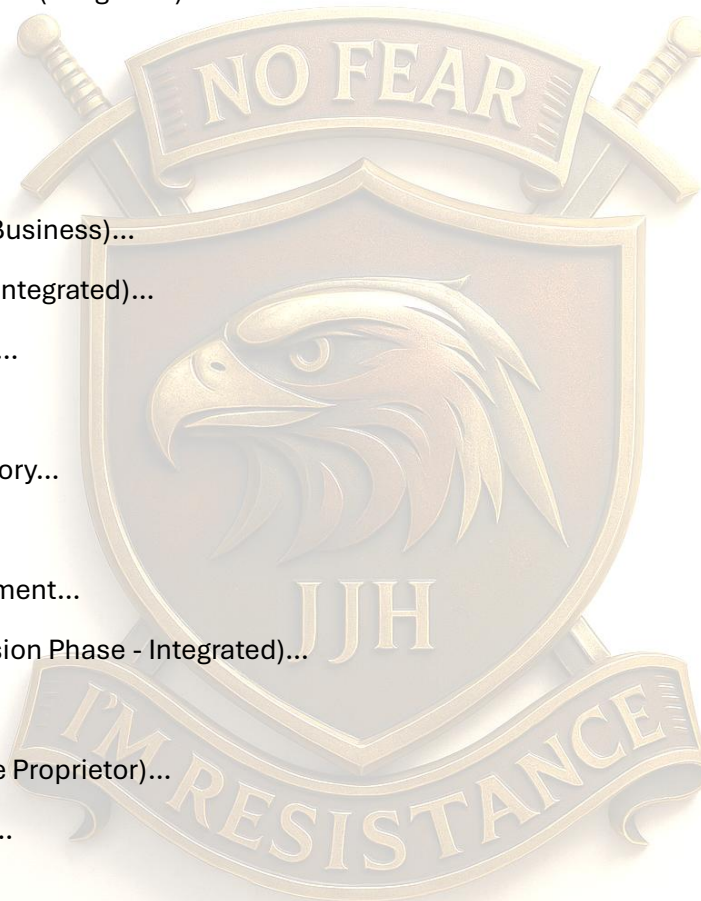 NO FEAR
Business)...
ntegrated)...
...
ory...
ment...
sion Phase - Integrated)...
JJH
e Proprietor)...
...
I'M RESISTANCE